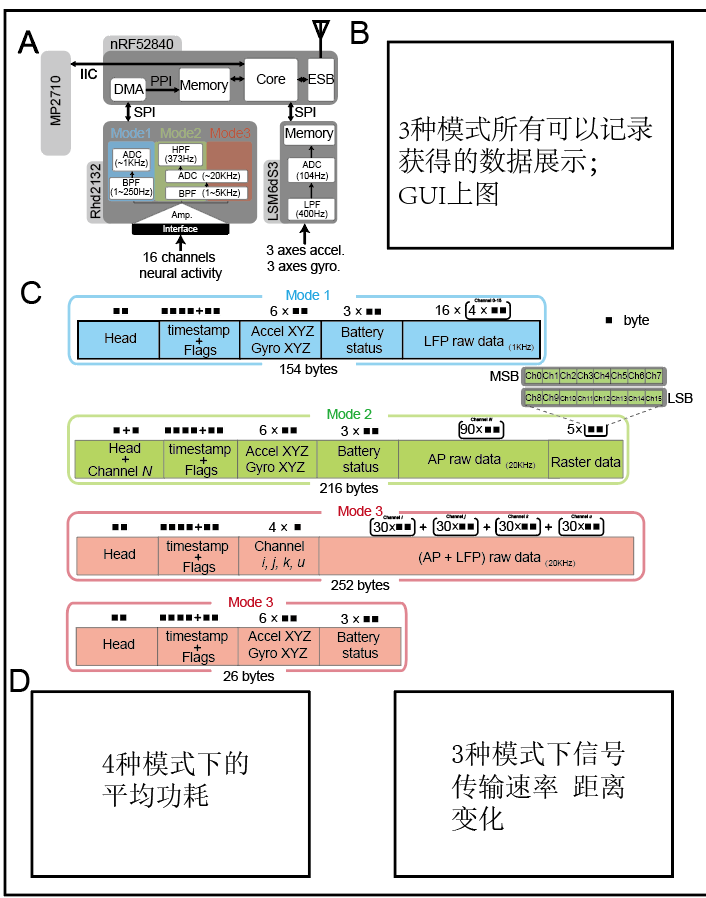 A
nRF52840
MP2710
IIC
DMA
PPI
Memory
Core
ESB
SPI
SPI
Rhd2132
Mode1
Mode2
Mode3
ADC
(~1KHz)
BPF
(1~250Hz)
HPF
(373Hz)
ADC (~20KHz)
BPF (1~5KHz)
Amp.
Interface
16 channels
neural activity
LSM6dS3
Memory
ADC
(104Hz)
LPF
(400Hz)
3 axes accel.
3 axes gyro.
B
3种模式所有可以记录
获得的数据展示；
GUI上图
C
Mode 1
■■ ■■■■+■■ 6 × ■■ 3 × ■■ 16 × (4 × ■■)
Channel 0-15
Head
timestamp
+
Flags
Accel XYZ
Gyro XYZ
Battery
status
LFP raw data (1KHz)
154 bytes
■ byte
MSB Ch0 Ch1 Ch2 Ch3 Ch4 Ch5 Ch6 Ch7
Ch8 Ch9 Ch10 Ch11 Ch12 Ch13 Ch14 Ch15 LSB
Mode 2
Channel N
■+■ ■■■■+■■ 6 × ■■ 3 × ■■ (90×■■) 5×(■■)
Head
+
Channel N
timestamp
+
Flags
Accel XYZ
Gyro XYZ
Battery
status
AP raw data (20KHz)
Raster data
216 bytes
Mode 3
Channel i Channel j Channel k Channel u
■■ ■■■■+■■ 4 × ■ (30×■■) + (30×■■) + (30×■■) + (30×■■)
Head
timestamp
+
Flags
Channel
i, j, k, u
(AP + LFP) raw data (20KHz)
252 bytes
Mode 3
■■ ■■■■+■■ 6 × ■■ 3 × ■■
Head
timestamp
+
Flags
Accel XYZ
Gyro XYZ
Battery
status
26 bytes
D
4种模式下的
平均功耗
3种模式下信号
传输速率 距离
变化